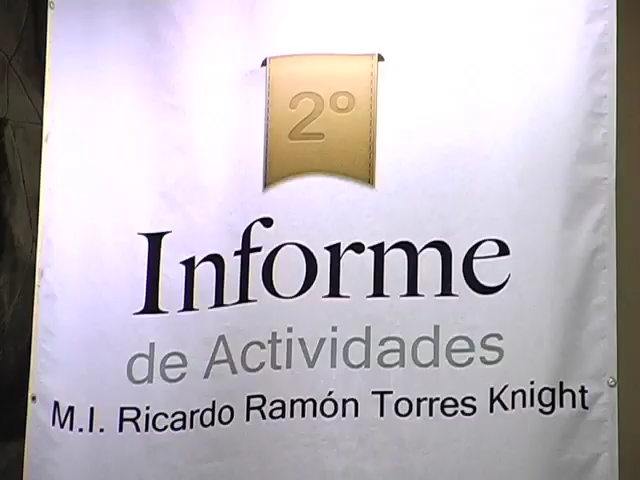 2º
Informe
de Actividades
M.I. Ricardo Ramón Torres Knight